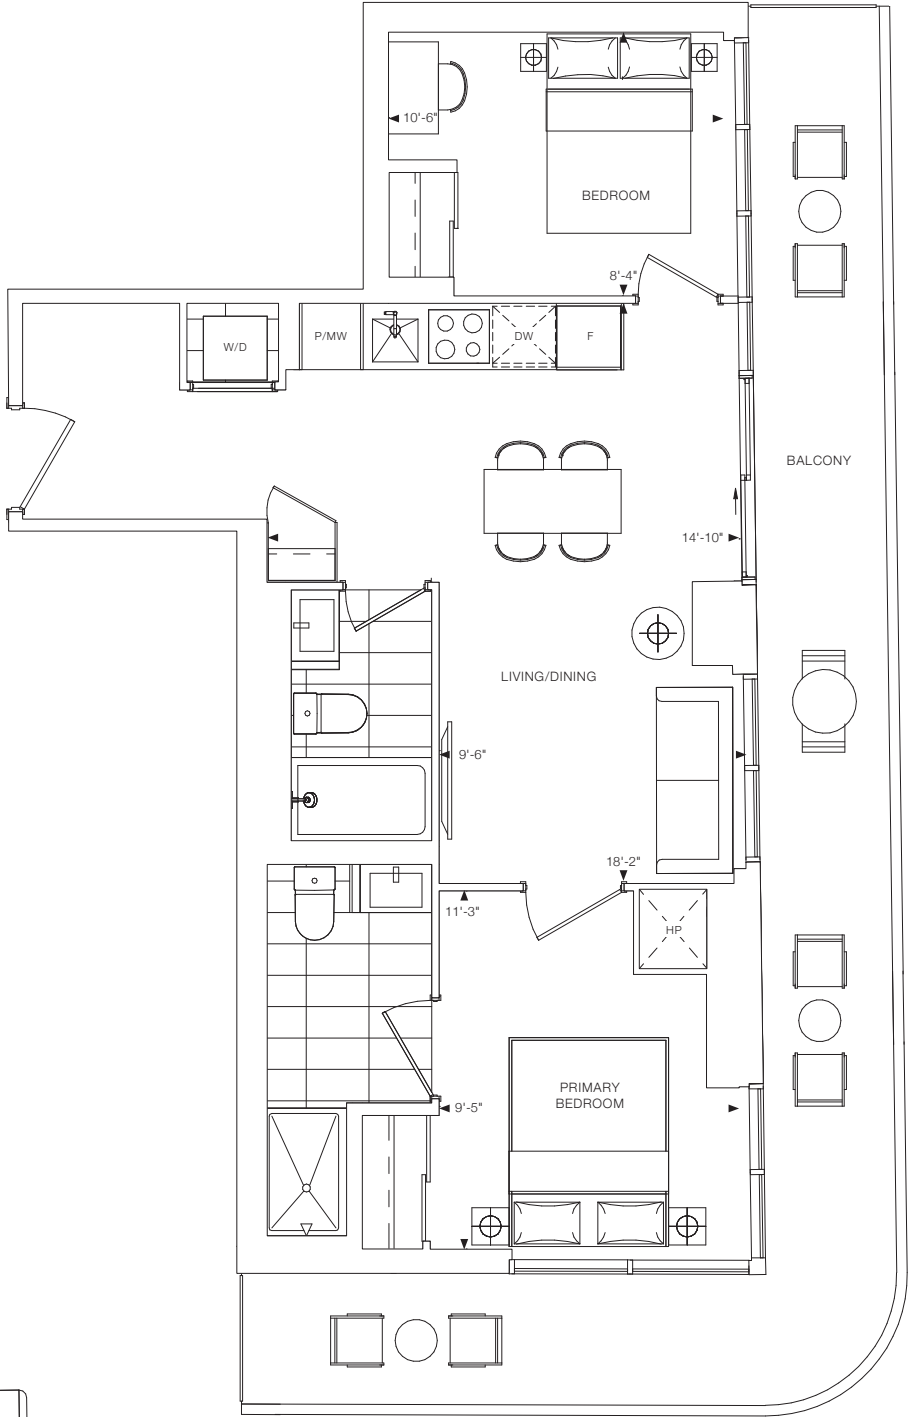 10'-6"
BEDROOM
8'-4"
W/D
P/MW
DW
F
BALCONY
14'-10"
LIVING/DINING
9'-6"
18'-2"
11'-3"
HP
PRIMARY
BEDROOM
9'-5"